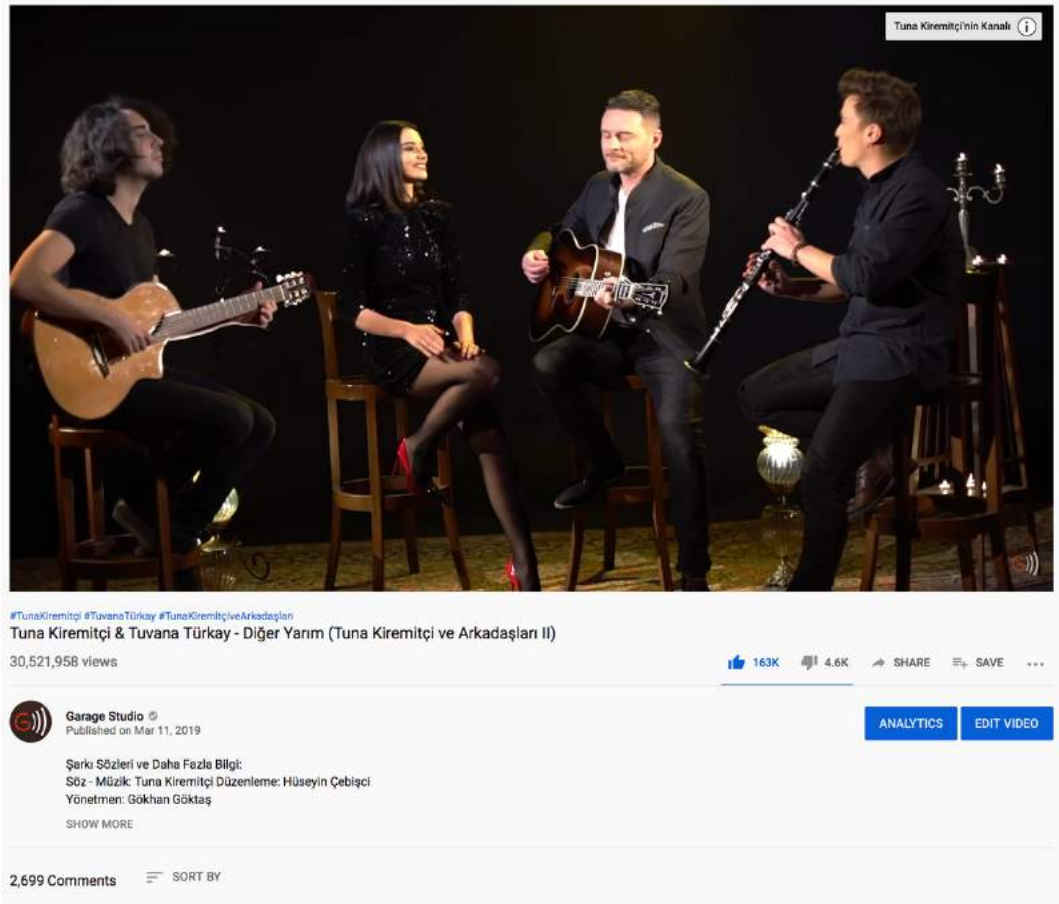 Tuna Kiremitçi'nin Kanalı
#TunaKiremitçi #TuvanaTürkay #TunaKiremitçiveArkadaşları
Tuna Kiremitçi & Tuvana Türkay - Diğer Yarım (Tuna Kiremitçi ve Arkadaşları II)
30,521,958 views
163K 4.6K SHARE SAVE
Garage Studio
Published on Mar 11, 2019
ANALYTICS EDIT VIDEO
Şarkı Sözleri ve Daha Fazla Bilgi:
Söz - Müzik: Tuna Kiremitçi Düzenleme: Hüseyin Çebişci
Yönetmen: Gökhan Göktaş
SHOW MORE
2,699 Comments SORT BY